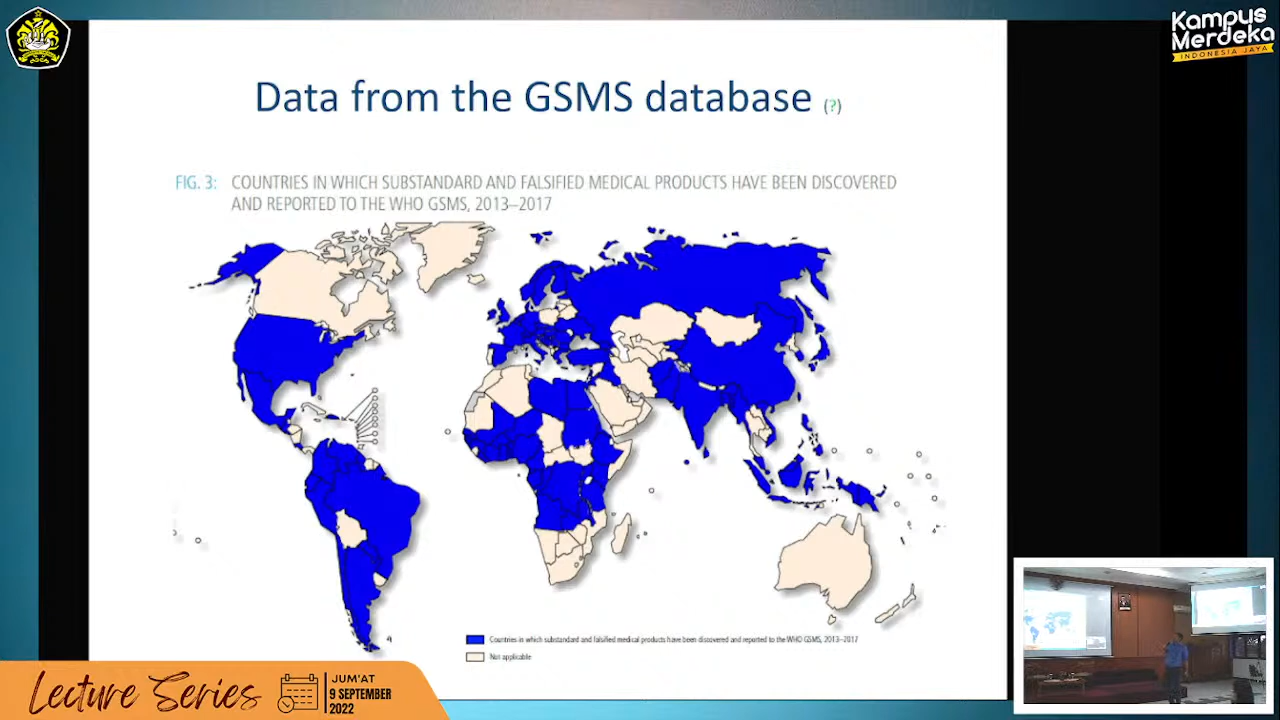 Kampus
Merdeka
INDONESIA JAYA
Data from the GSMS database (?)
FIG. 3: COUNTRIES IN WHICH SUBSTANDARD AND FALSIFIED MEDICAL PRODUCTS HAVE BEEN DISCOVERED
AND REPORTED TO THE WHO GSMS, 2013–2017
Countries in which substandard and falsified medical products have been discovered and reported to the WHO GSMS, 2013-2017
Not applicable
Lecture Series
JUM'AT
9 SEPTEMBER
2022